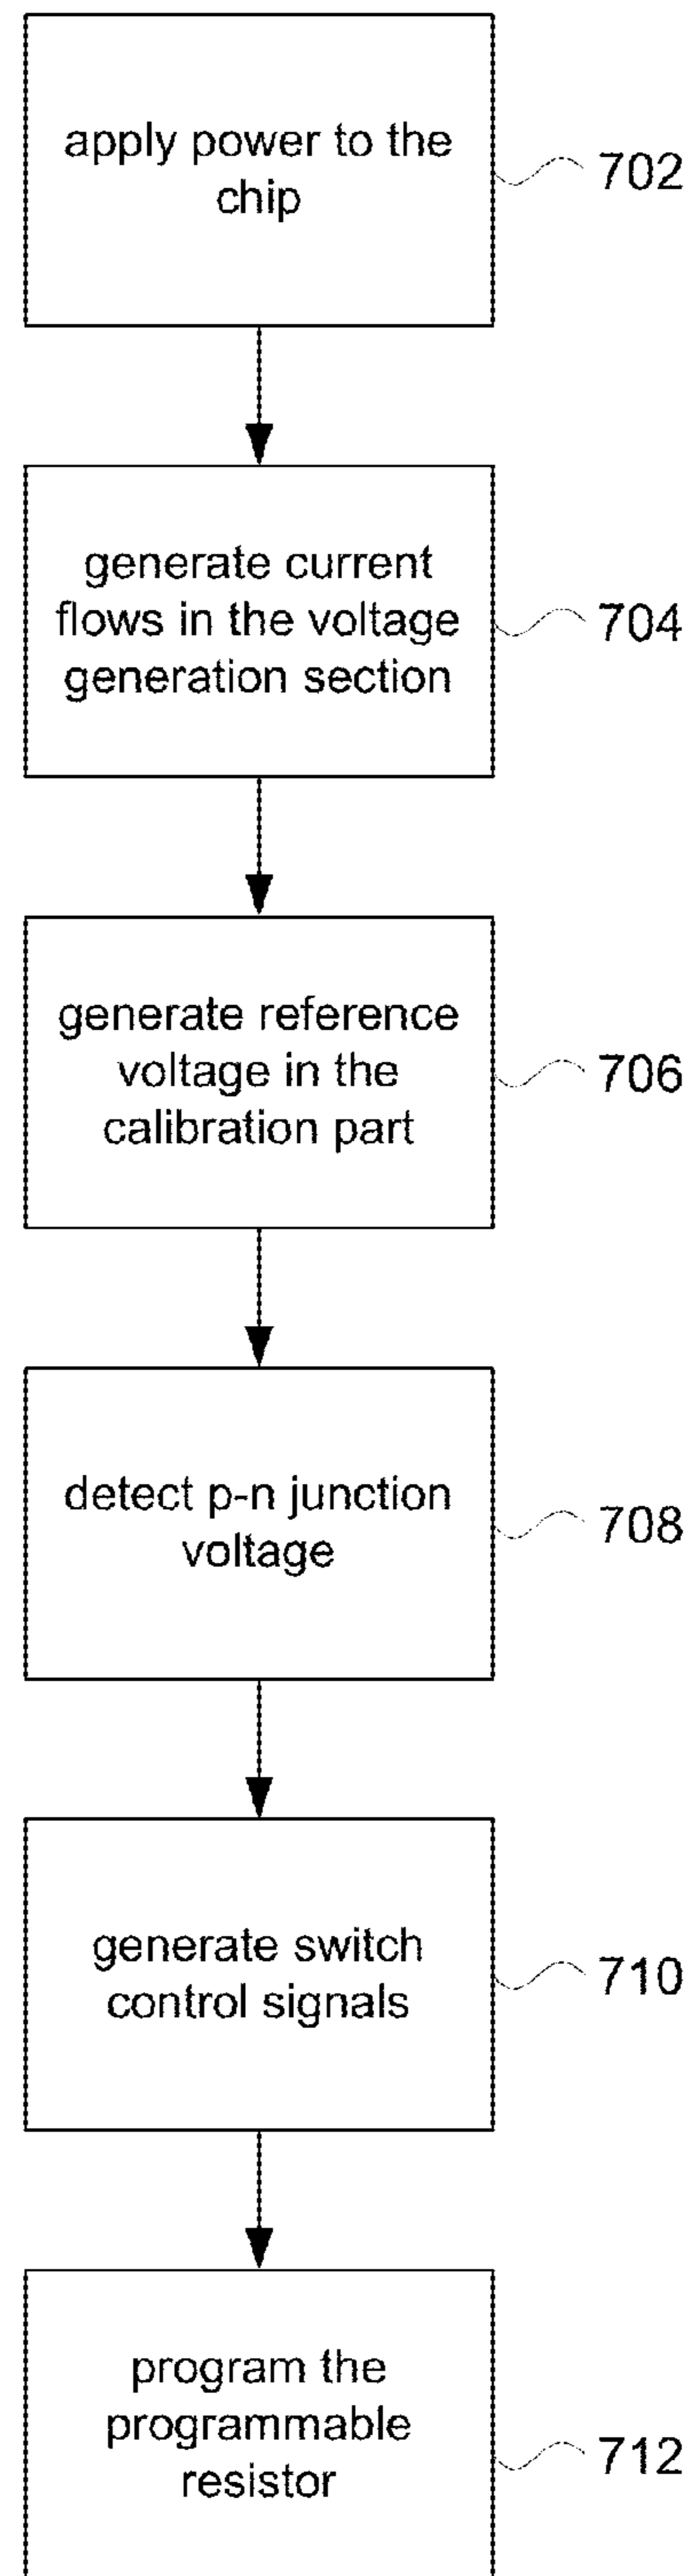 apply power to the
chip
702
generate current
flows in the voltage
generation section
704
generate reference
voltage in the
calibration part
706
detect p-n junction
voltage
708
generate switch
control signals
710
program the
programmable
resistor
712